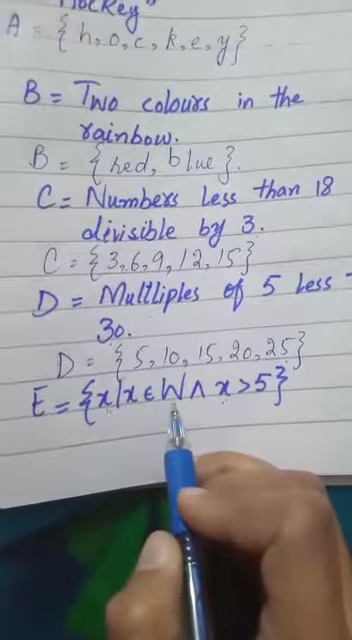 Hockey"
A = {h, o, c, k, e, y}
B = Two colours in the
rainbow.
B = {red, blue}.
C = Numbers less than 18
divisible by 3.
C = {3, 6, 9, 12, 15}
D = Multliples of 5 less
30.
D = {5, 10, 15, 20, 25}
E = {x | x ∈ W ∧ x > 5}